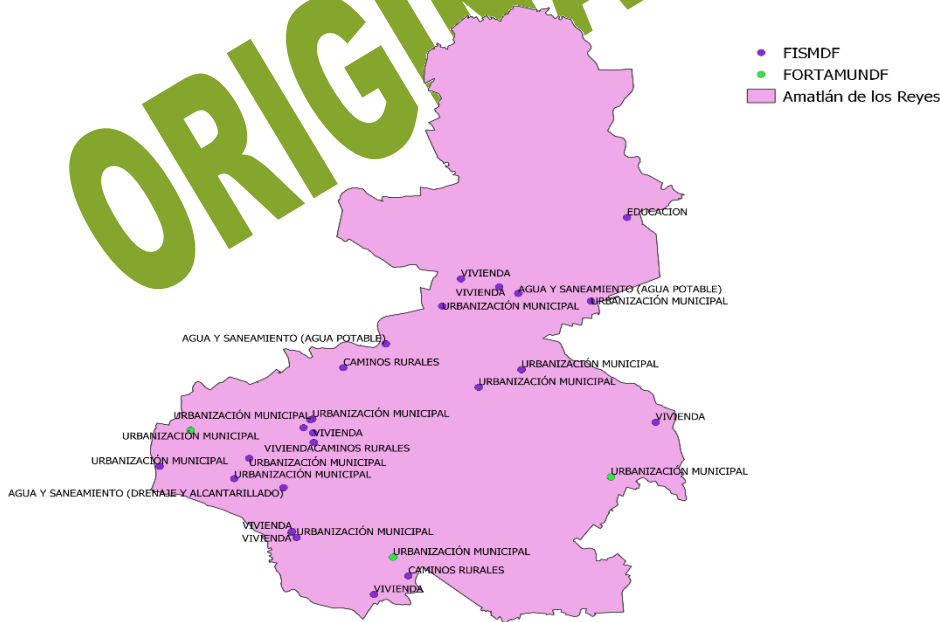 ORIGINAL
FISMDF
FORTAMUNDF
Amatlán de los Reyes
EDUCACION
VIVIENDA
VIVIENDA
AGUA Y SANEAMIENTO (AGUA POTABLE)
URBANIZACIÓN MUNICIPAL
URBANIZACIÓN MUNICIPAL
AGUA Y SANEAMIENTO (AGUA POTABLE)
CAMINOS RURALES
URBANIZACIÓN MUNICIPAL
URBANIZACIÓN MUNICIPAL
URBANIZACIÓN MUNICIPAL
URBANIZACIÓN MUNICIPAL
VIVIENDA
URBANIZACIÓN MUNICIPAL
VIVIENDA
VIVIENDA
CAMINOS RURALES
URBANIZACIÓN MUNICIPAL
URBANIZACIÓN MUNICIPAL
URBANIZACIÓN MUNICIPAL
URBANIZACIÓN MUNICIPAL
AGUA Y SANEAMIENTO (DRENAJE Y ALCANTARILLADO)
VIVIENDA
URBANIZACIÓN MUNICIPAL
VIVIENDA
URBANIZACIÓN MUNICIPAL
CAMINOS RURALES
VIVIENDA